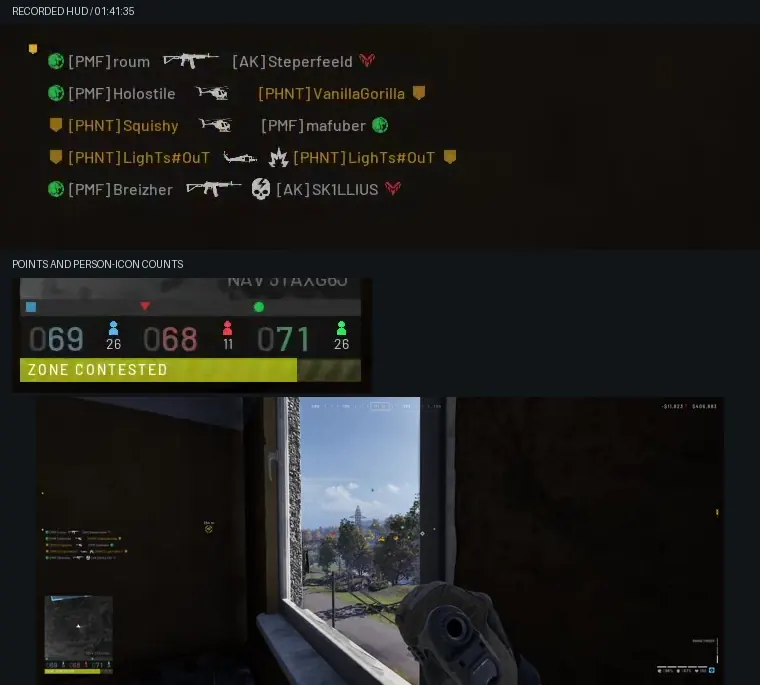 RECORDED HUD / 01:41:35
[PMF]roum [AK]Steperfeeld
[PMF]Holostile [PHNT]VanillaGorilla
[PHNT]Squishy [PMF]mafuber
[PHNT]LighTs#OuT [PHNT]LighTs#OuT
[PMF]Breizher [AK]SK1LLIUS
POINTS AND PERSON-ICON COUNTS
069 26 068 11 071 26
ZONE CONTESTED